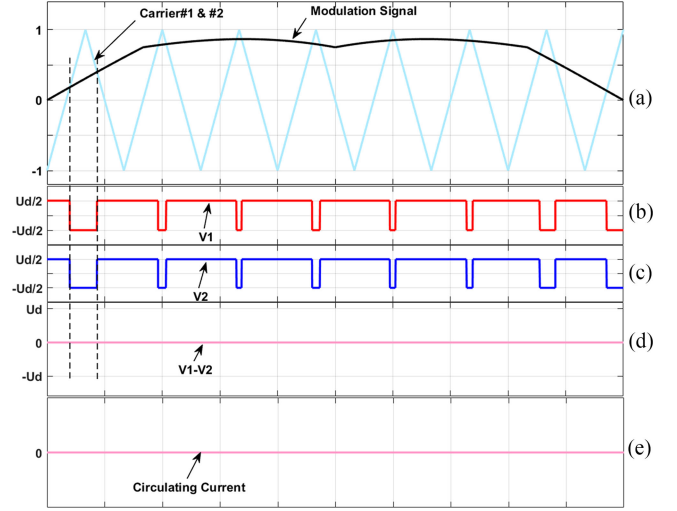 Carrier#1 & #2
Modulation Signal
1
0
-1
(a)
Ud/2
-Ud/2
V1
(b)
Ud/2
-Ud/2
V2
(c)
Ud
0
-Ud
V1-V2
(d)
0
Circulating Current
(e)